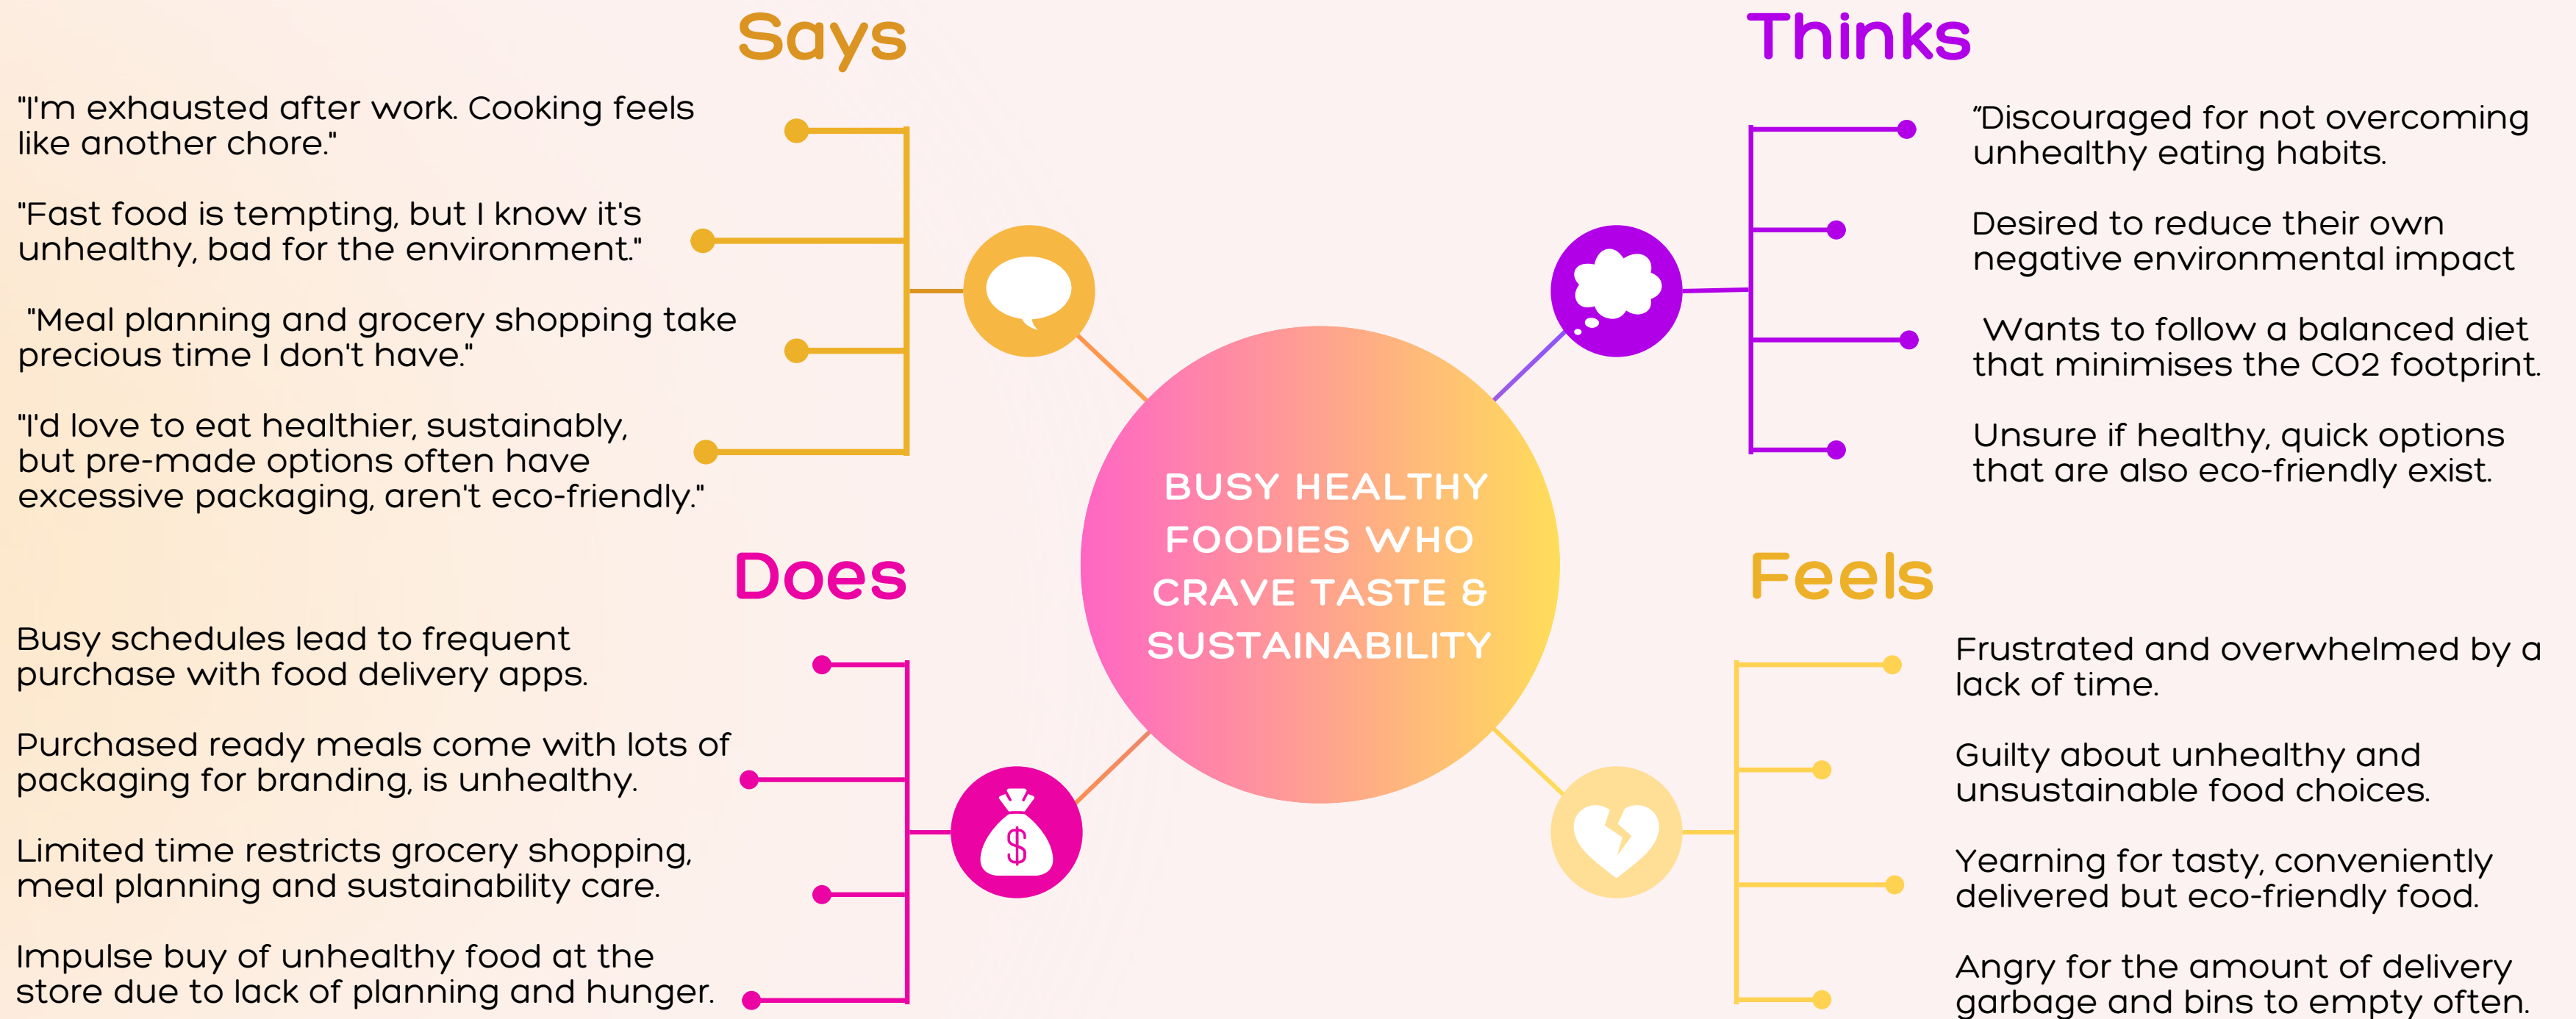 Says
"I'm exhausted after work. Cooking feels
like another chore."
"Fast food is tempting, but I know it's
unhealthy, bad for the environment."
"Meal planning and grocery shopping take
precious time I don't have."
"I'd love to eat healthier, sustainably,
but pre-made options often have
excessive packaging, aren't eco-friendly."
Thinks
“Discouraged for not overcoming
unhealthy eating habits.
Desired to reduce their own
negative environmental impact
Wants to follow a balanced diet
that minimises the CO2 footprint.
Unsure if healthy, quick options
that are also eco-friendly exist.
BUSY HEALTHY
FOODIES WHO
CRAVE TASTE &
SUSTAINABILITY
Does
Busy schedules lead to frequent
purchase with food delivery apps.
Purchased ready meals come with lots of
packaging for branding, is unhealthy.
Limited time restricts grocery shopping,
meal planning and sustainability care.
Impulse buy of unhealthy food at the
store due to lack of planning and hunger.
$
Feels
Frustrated and overwhelmed by a
lack of time.
Guilty about unhealthy and
unsustainable food choices.
Yearning for tasty, conveniently
delivered but eco-friendly food.
Angry for the amount of delivery
garbage and bins to empty often.